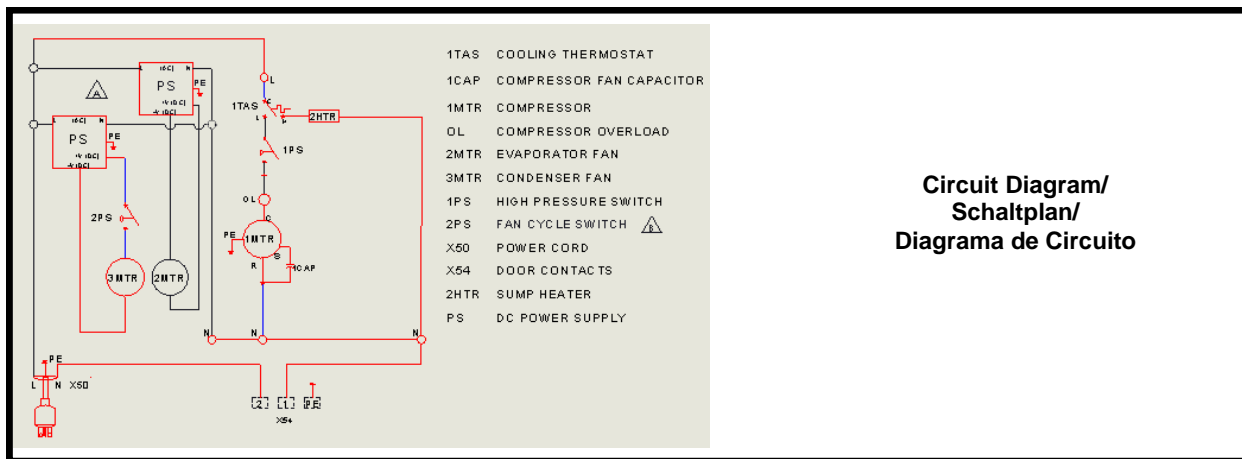 1TAS COOLING THERMOSTAT
1CAP COMPRESSOR FAN CAPACITOR
1MTR COMPRESSOR
OL COMPRESSOR OVERLOAD
2MTR EVAPORATOR FAN
3MTR CONDENSER FAN
1PS HIGH PRESSURE SWITCH
2PS FAN CYCLE SWITCH B
X50 POWER CORD
X54 DOOR CONTACTS
2HTR SUMP HEATER
PS DC POWER SUPPLY
Circuit Diagram/
Schaltplan/
Diagrama de Circuito
L N
PS PE
A
L N
PS PE
L
1TAS
2HTR
1PS
2PS
OL
C
PE 1MTR
S
R 1CAP
3MTR 2MTR
N N N
PE
L N X50
2 1 PE
X54